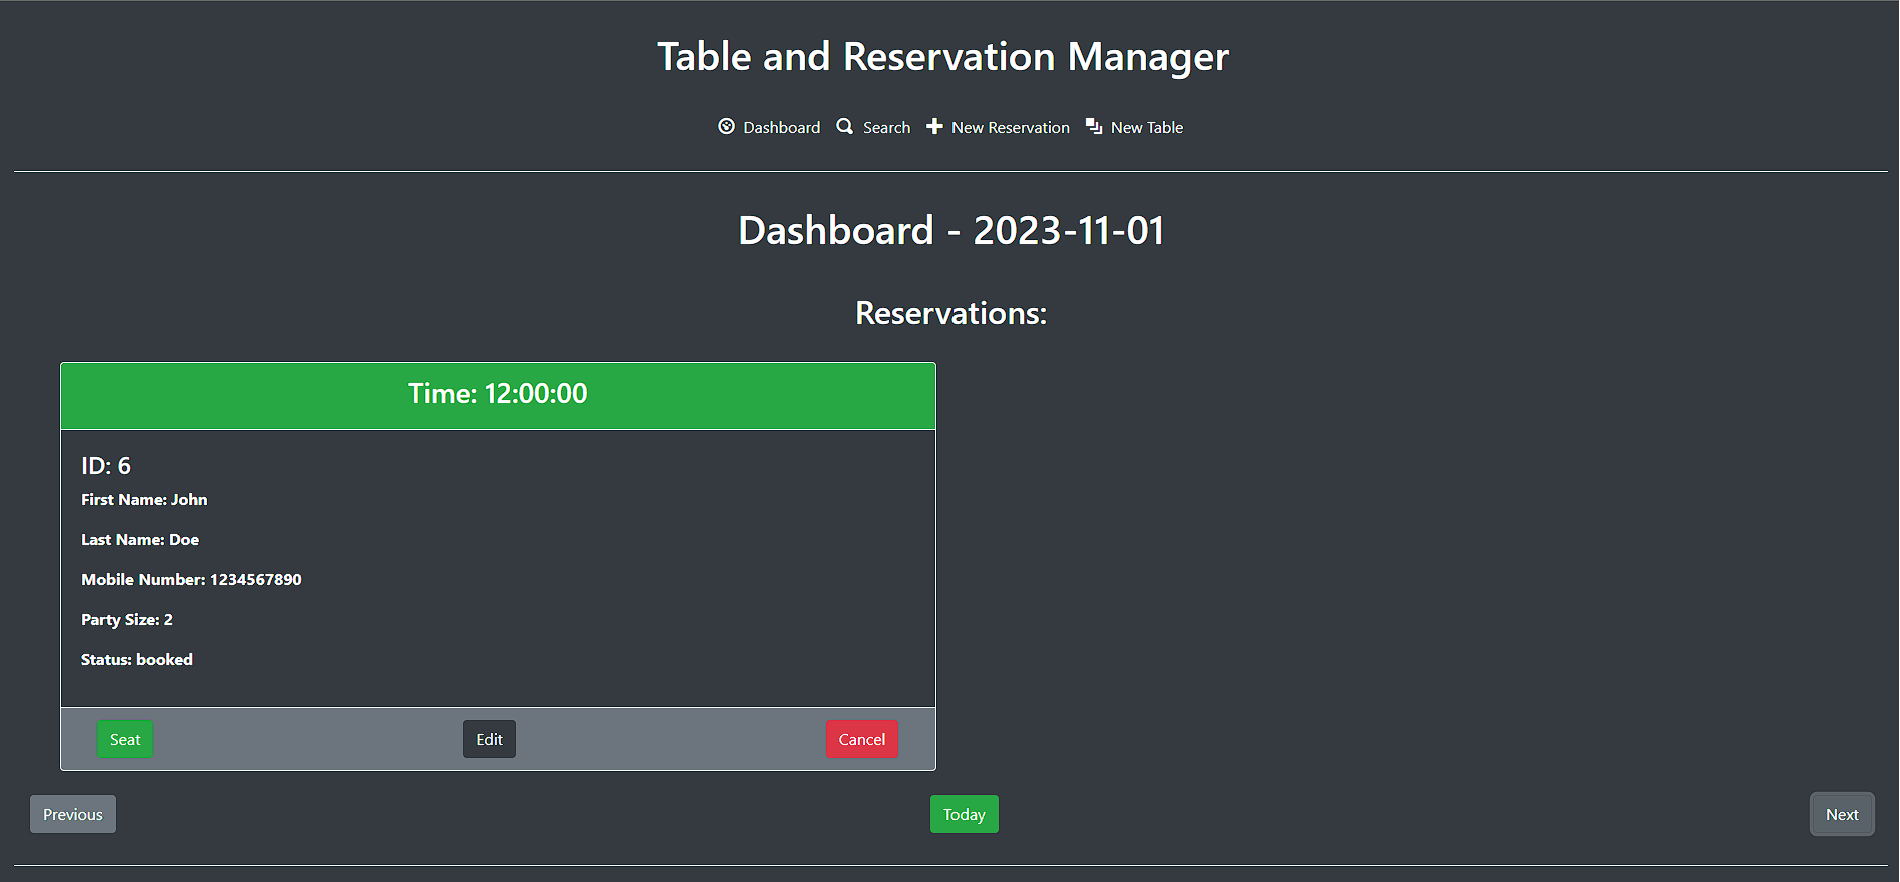 Table and Reservation Manager
Dashboard Search New Reservation New Table
Dashboard - 2023-11-01
Reservations:
Time: 12:00:00
ID: 6
First Name: John
Last Name: Doe
Mobile Number: 1234567890
Party Size: 2
Status: booked
Seat Edit Cancel
Previous Today Next